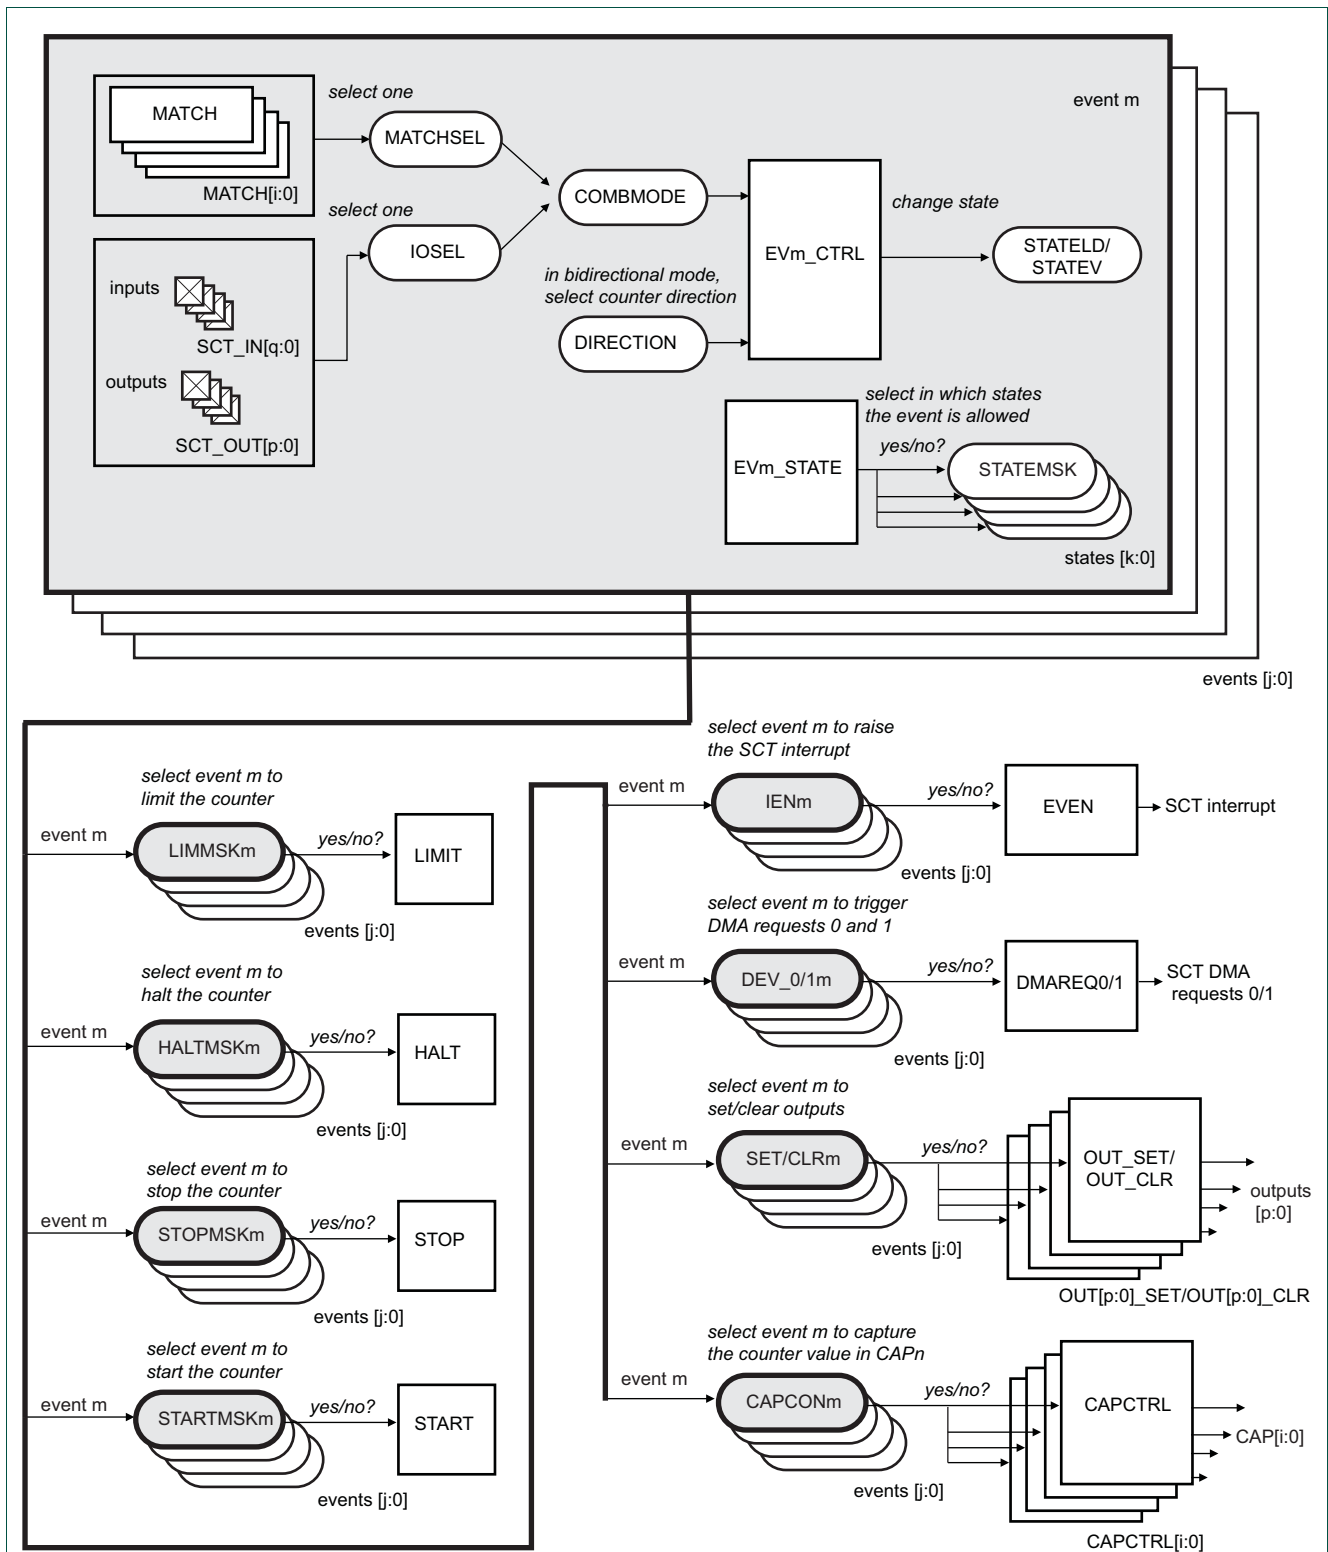 event m
select one
MATCH
MATCHSEL
MATCH[i:0]
select one
COMBMODE
change state
IOSEL
EVm_CTRL
STATELD/
STATEV
in bidirectional mode,
select counter direction
inputs
SCT_IN[q:0]
DIRECTION
outputs
SCT_OUT[p:0]
select in which states
the event is allowed
yes/no?
EVm_STATE
STATEMSK
states [k:0]
events [j:0]
select event m to
limit the counter
event m
LIMMSKm
yes/no?
LIMIT
events [j:0]
select event m to
halt the counter
event m
HALTMSKm
yes/no?
HALT
events [j:0]
select event m to
stop the counter
event m
STOPMSKm
yes/no?
STOP
events [j:0]
select event m to
start the counter
event m
STARTMSKm
yes/no?
START
events [j:0]
select event m to raise
the SCT interrupt
event m
IENm
yes/no?
EVEN
SCT interrupt
events [j:0]
select event m to trigger
DMA requests 0 and 1
event m
DEV_0/1m
yes/no?
DMAREQ0/1
SCT DMA
requests 0/1
events [j:0]
select event m to
set/clear outputs
event m
SET/CLRm
yes/no?
OUT_SET/
OUT_CLR
outputs
[p:0]
events [j:0]
OUT[p:0]_SET/OUT[p:0]_CLR
select event m to capture
the counter value in CAPn
event m
CAPCONm
yes/no?
CAPCTRL
CAP[i:0]
events [j:0]
CAPCTRL[i:0]